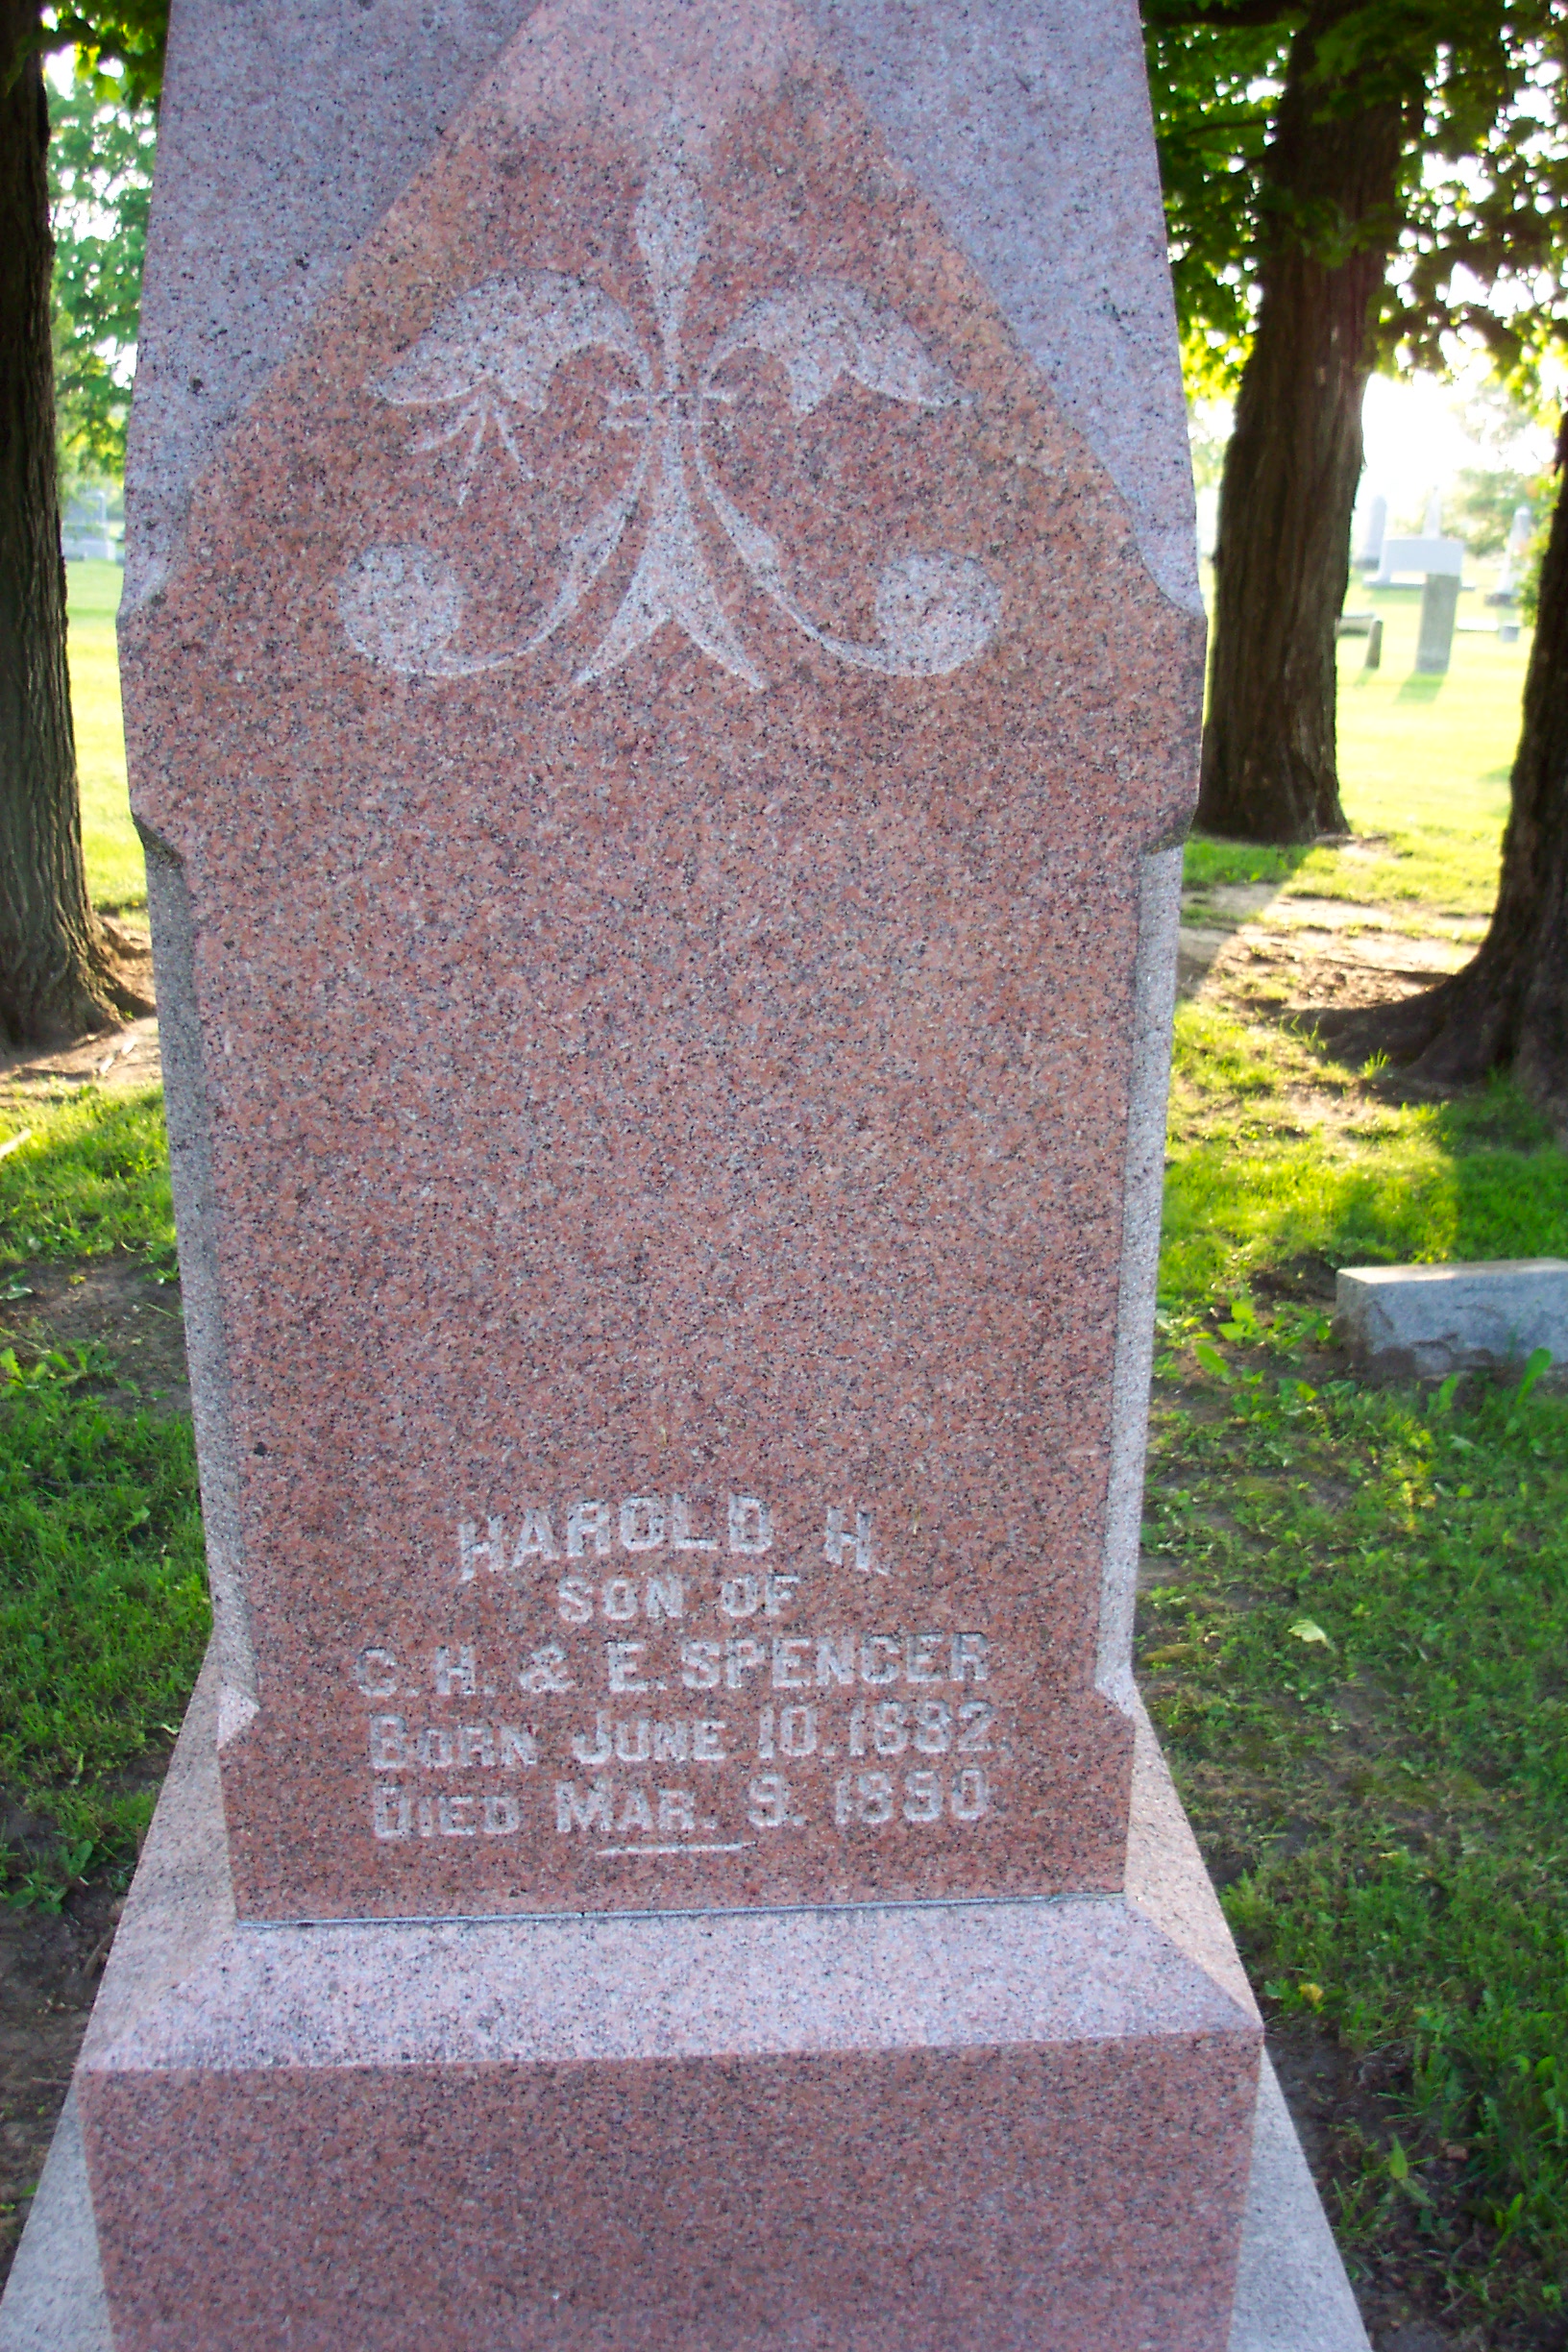 HAROLD H.
SON OF
C. H. & E. SPENCER
BORN JUNE 10. 1882.
DIED MAR. 9. 1890